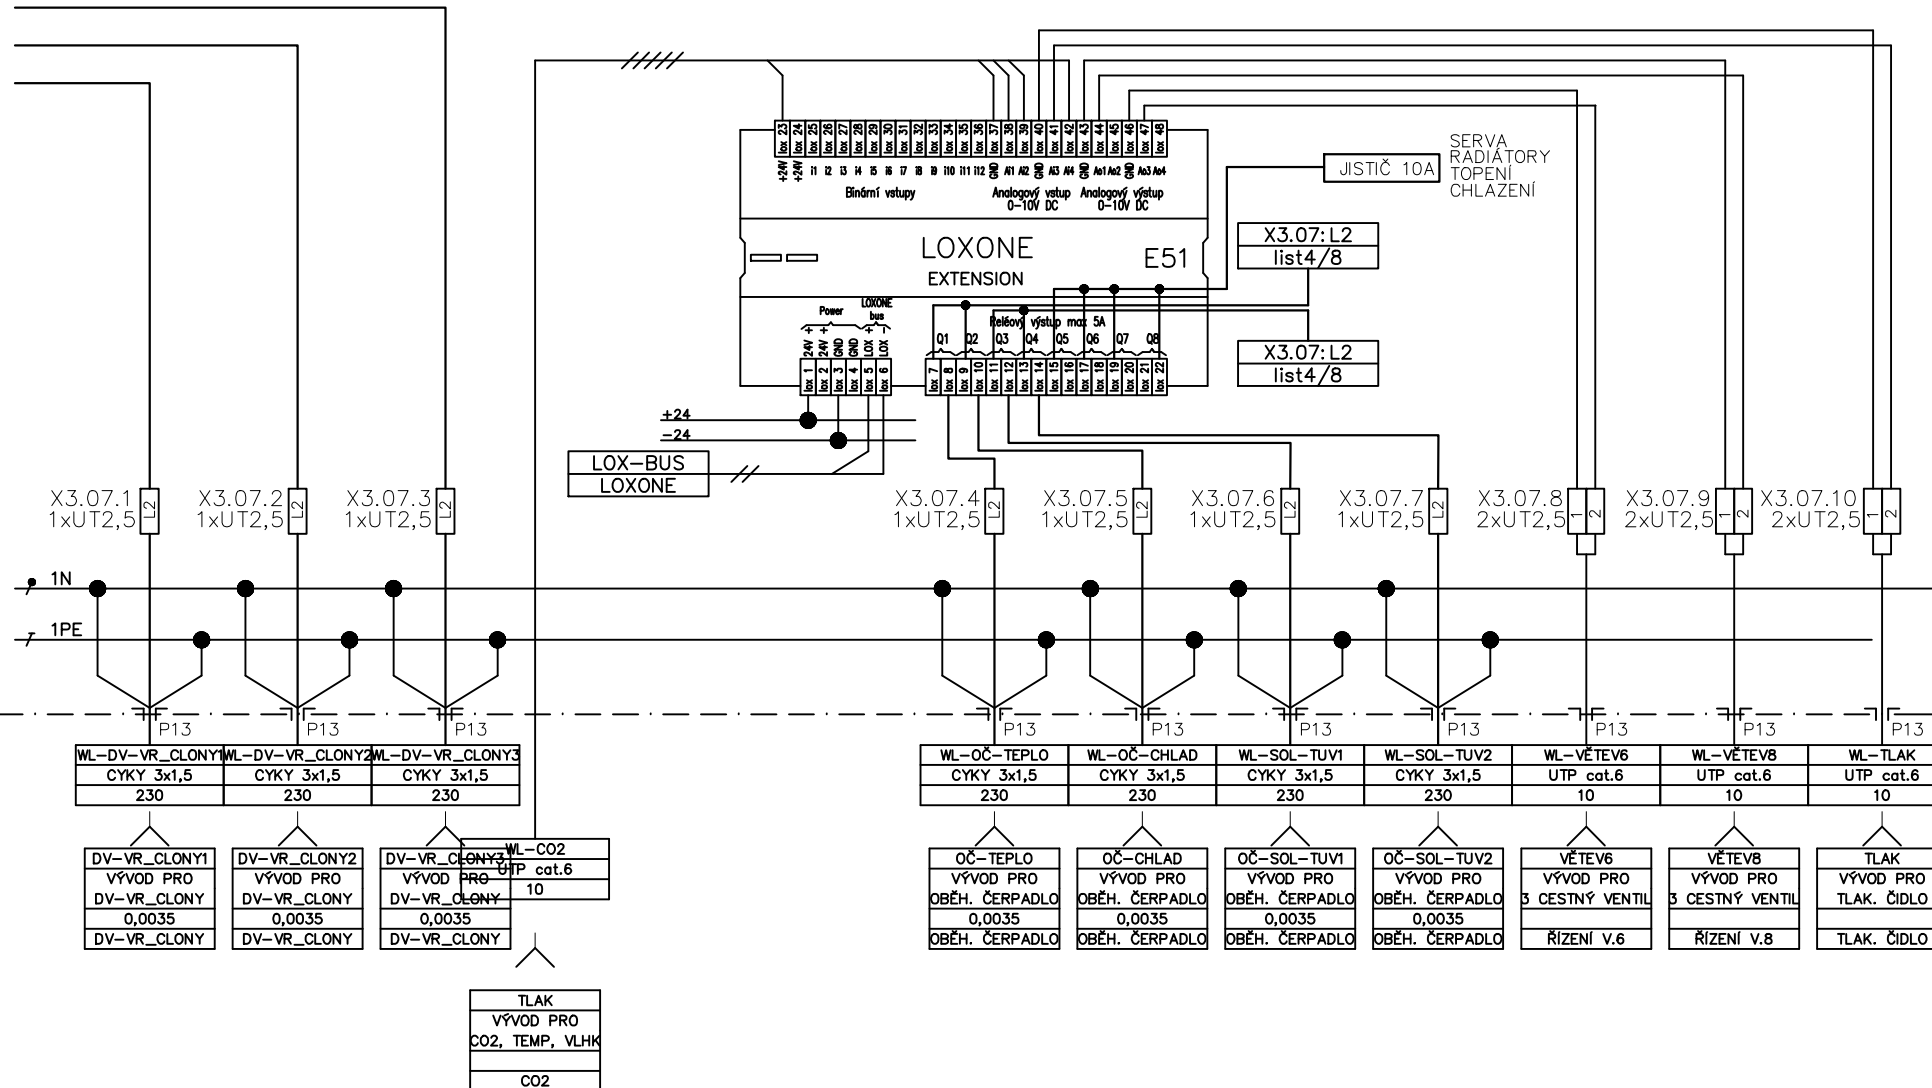 lox 23
lox 24
lox 25
lox 26
lox 27
lox 28
lox 29
lox 30
lox 31
lox 32
lox 33
lox 34
lox 35
lox 36
lox 37
lox 38
lox 39
lox 40
lox 41
lox 42
lox 43
lox 44
lox 45
lox 46
lox 47
lox 48
+24V +24V i1 i2 i3 i4 i5 i6 i7 i8 i9 i10 i11 i12 GND Ai1 Ai2 GND Ai3 Ai4 GND Ao1 Ao2 GND Ao3 Ao4
Binární vstupy
Analogový vstup
0-10V DC
Analogový výstup
0-10V DC
JISTIČ 10A
SERVA
RADIÁTORY
TOPENÍ
CHLAZENÍ
LOXONE
EXTENSION
E51
X3.07:L2
list4/8
X3.07:L2
list4/8
Power
LOXONE
bus
24V +
24V +
GND
GND
LOX +
LOX -
Reléový výstup max 5A
Q1 Q2 Q3 Q4 Q5 Q6 Q7 Q8
lox 1
lox 2
lox 3
lox 4
lox 5
lox 6
lox 7
lox 8
lox 9
lox 10
lox 11
lox 12
lox 13
lox 14
lox 15
lox 16
lox 17
lox 18
lox 19
lox 20
lox 21
lox 22
+24
-24
LOX-BUS
LOXONE
X3.07.1
1xUT2,5
L2
X3.07.2
1xUT2,5
L2
X3.07.3
1xUT2,5
L2
X3.07.4
1xUT2,5
L2
X3.07.5
1xUT2,5
L2
X3.07.6
1xUT2,5
L2
X3.07.7
1xUT2,5
L2
X3.07.8
2xUT2,5
1
2
X3.07.9
2xUT2,5
1
2
X3.07.10
2xUT2,5
1
2
1N
1PE
P13 P13 P13 P13 P13 P13 P13 P13 P13 P13
WL-DV-VR_CLONY1
CYKY 3x1,5
230
WL-DV-VR_CLONY2
CYKY 3x1,5
230
WL-DV-VR_CLONY3
CYKY 3x1,5
230
WL-OČ-TEPLO
CYKY 3x1,5
230
WL-OČ-CHLAD
CYKY 3x1,5
230
WL-SOL-TUV1
CYKY 3x1,5
230
WL-SOL-TUV2
CYKY 3x1,5
230
WL-VĚTEV6
UTP cat.6
10
WL-VĚTEV8
UTP cat.6
10
WL-TLAK
UTP cat.6
10
DV-VR_CLONY1
VÝVOD PRO
DV-VR_CLONY
0,0035
DV-VR_CLONY
DV-VR_CLONY2
VÝVOD PRO
DV-VR_CLONY
0,0035
DV-VR_CLONY
DV-VR_CLONY3
VÝVOD PRO
DV-VR_CLONY
0,0035
DV-VR_CLONY
WL-CO2
UTP cat.6
10
OČ-TEPLO
VÝVOD PRO
OBĚH. ČERPADLO
0,0035
OBĚH. ČERPADLO
OČ-CHLAD
VÝVOD PRO
OBĚH. ČERPADLO
0,0035
OBĚH. ČERPADLO
OČ-SOL-TUV1
VÝVOD PRO
OBĚH. ČERPADLO
0,0035
OBĚH. ČERPADLO
OČ-SOL-TUV2
VÝVOD PRO
OBĚH. ČERPADLO
0,0035
OBĚH. ČERPADLO
VĚTEV6
VÝVOD PRO
3 CESTNÝ VENTIL
ŘÍZENÍ V.6
VĚTEV8
VÝVOD PRO
3 CESTNÝ VENTIL
ŘÍZENÍ V.8
TLAK
VÝVOD PRO
TLAK. ČIDLO
TLAK. ČIDLO
TLAK
VÝVOD PRO
CO2, TEMP, VLHK
CO2